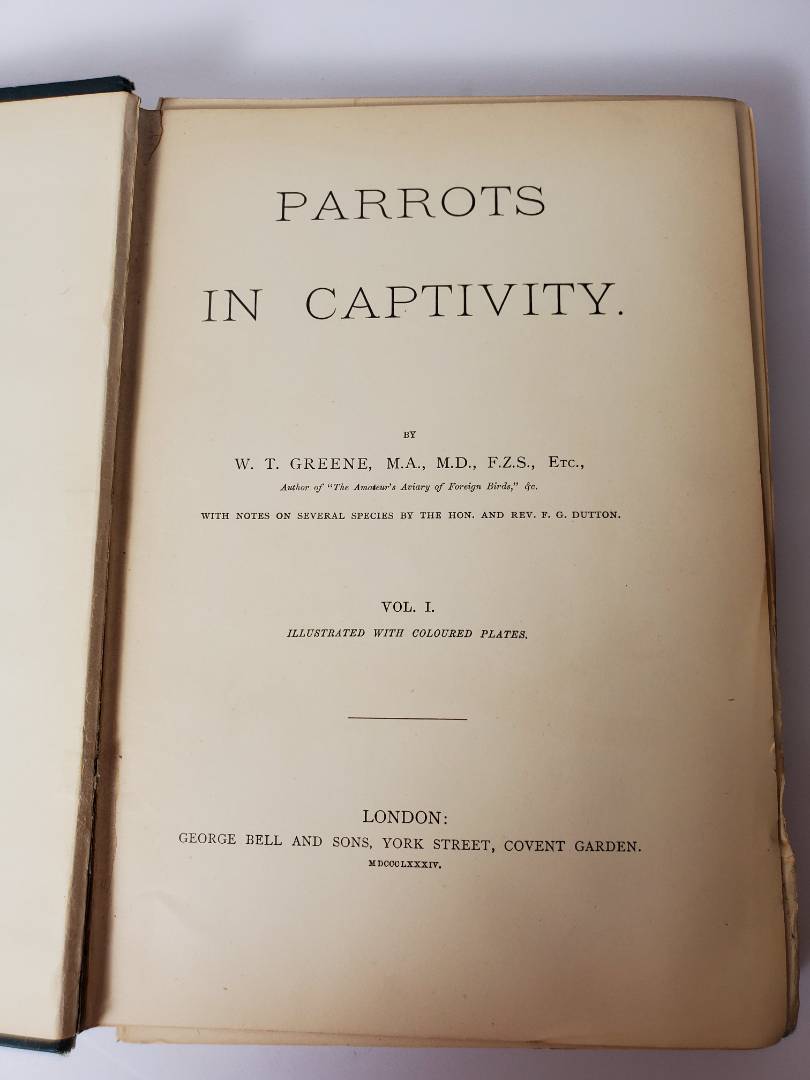 PARROTS
IN CAPTIVITY.
BY
W. T. GREENE, M.A., M.D., F.Z.S., Etc.,
Author of "The Amateur's Aviary of Foreign Birds," &c.
WITH NOTES ON SEVERAL SPECIES BY THE HON. AND REV. F. G. DUTTON.
VOL. I.
ILLUSTRATED WITH COLOURED PLATES.
LONDON:
GEORGE BELL AND SONS, YORK STREET, COVENT GARDEN.
MDCCCLXXXIV.